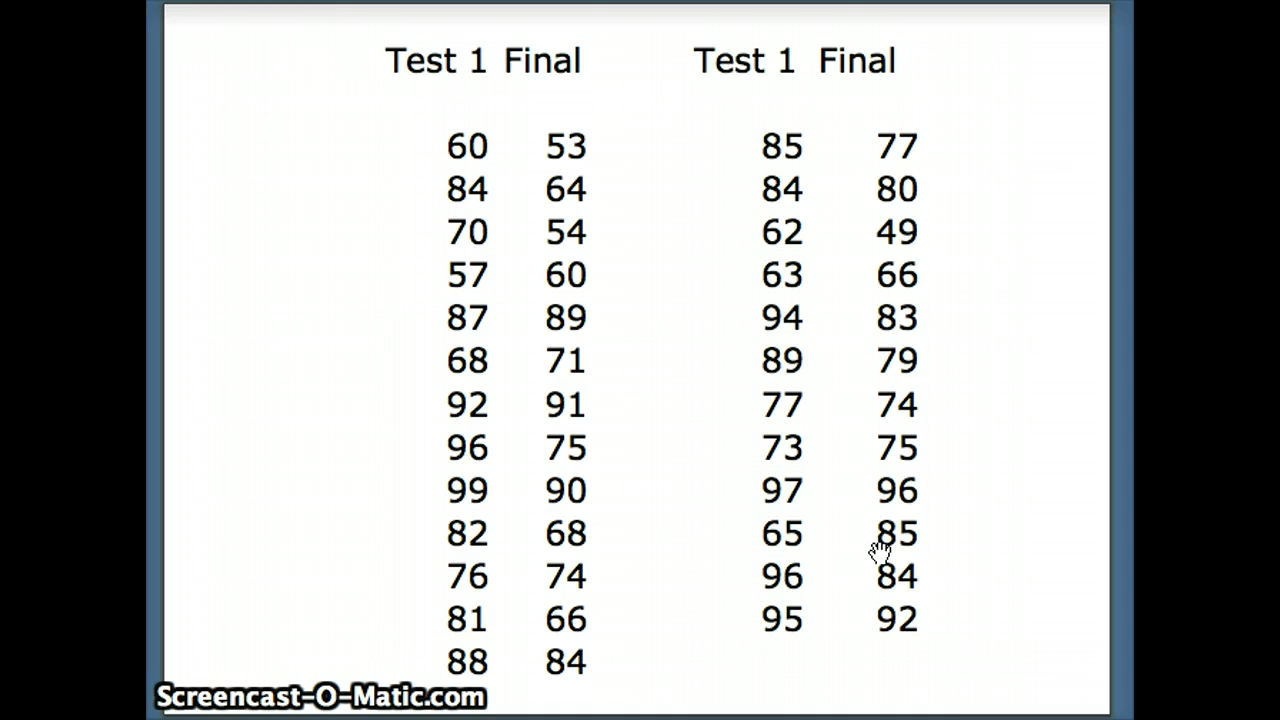 Test 1 Final Test 1 Final
60 53 85 77
84 64 84 80
70 54 62 49
57 60 63 66
87 89 94 83
68 71 89 79
92 91 77 74
96 75 73 75
99 90 97 96
82 68 65 85
76 74 96 84
81 66 95 92
88 84
Screencast-O-Matic.com